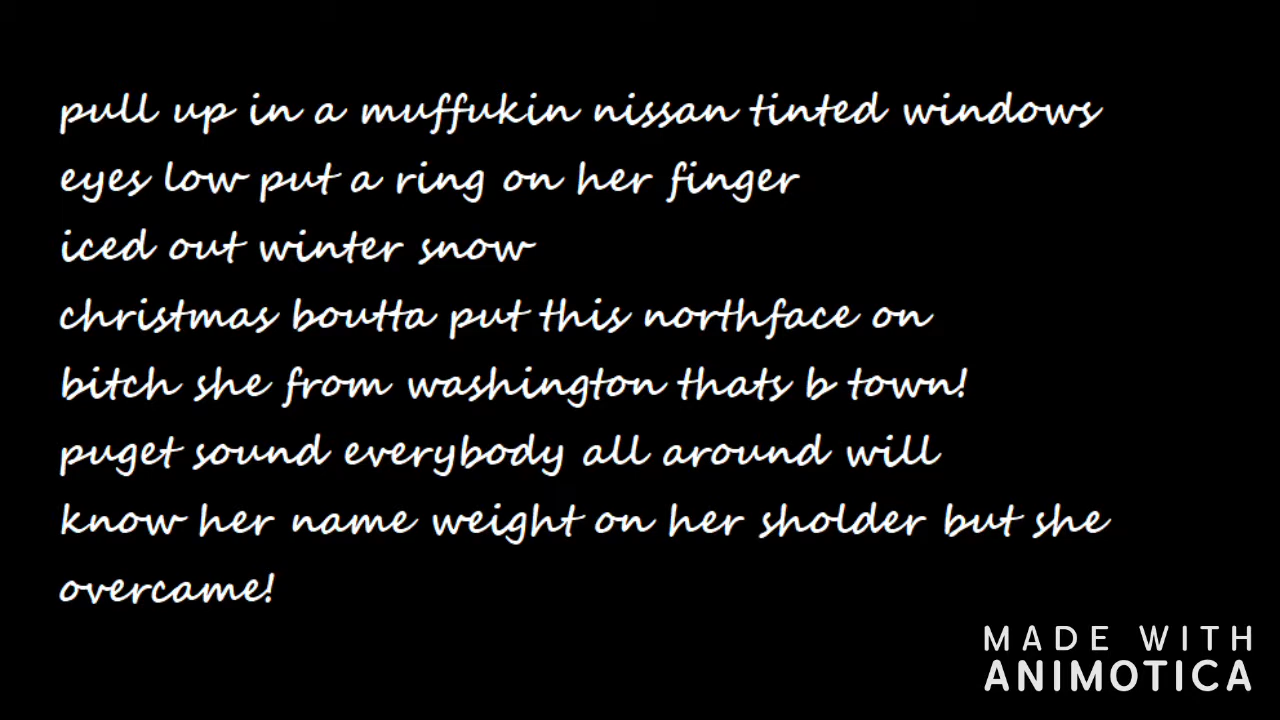 pull up in a muffukin nissan tinted windows
eyes low put a ring on her finger
iced out winter snow
christmas boutta put this northface on
bitch she from washington thats b town!
puget sound everybody all around will
know her name weight on her sholder but she
overcame!
MADE WITH
ANIMOTICA